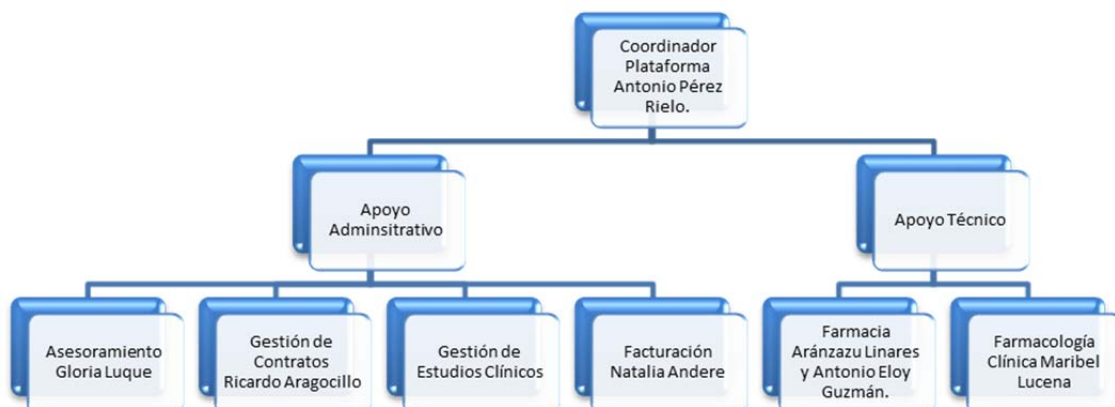 Coordinador
Plataforma
Antonio Pérez
Rielo.
Apoyo
Adminsitrativo
Apoyo Técnico
Asesoramiento
Gloria Luque
Gestión de
Contratos
Ricardo Aragocillo
Gestión de
Estudios Clínicos
Facturación
Natalia Andere
Farmacia
Aránzazu Linares
y Antonio Eloy
Guzmán.
Farmacología
Clínica Maribel
Lucena